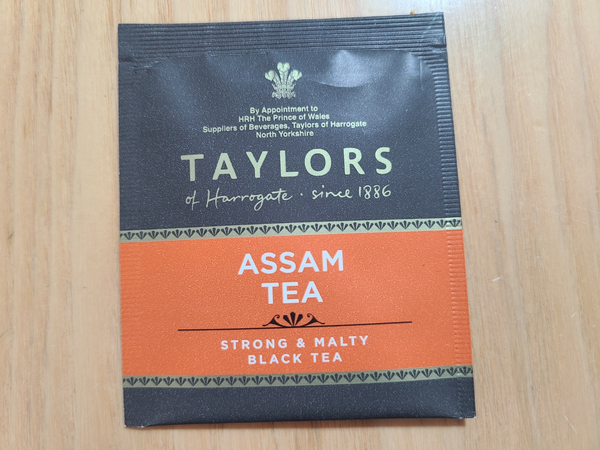 By Appointment to
HRH The Prince of Wales
Suppliers of Beverages, Taylors of Harrogate
North Yorkshire
TAYLORS
of Harrogate · since 1886
ASSAM
TEA
STRONG & MALTY
BLACK TEA